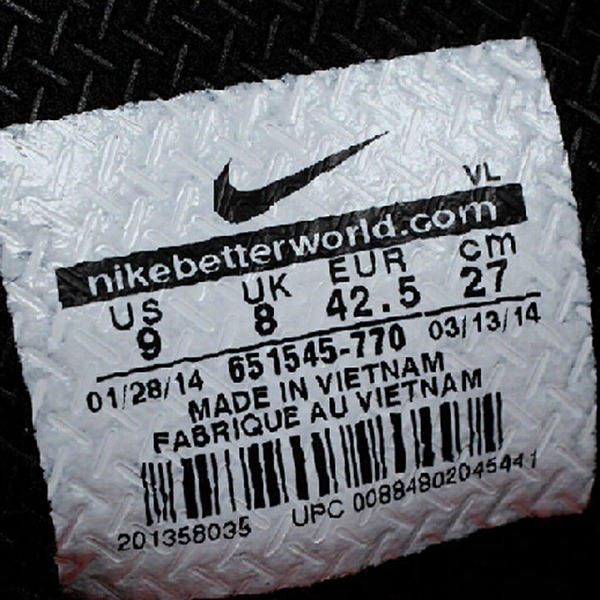 VL
nikebetterworld.com
US UK EUR cm
9 8 42.5 27
01/28/14 651545-770 03/13/14
MADE IN VIETNAM
FABRIQUE AU VIETNAM
201358035 UPC 00884802045441